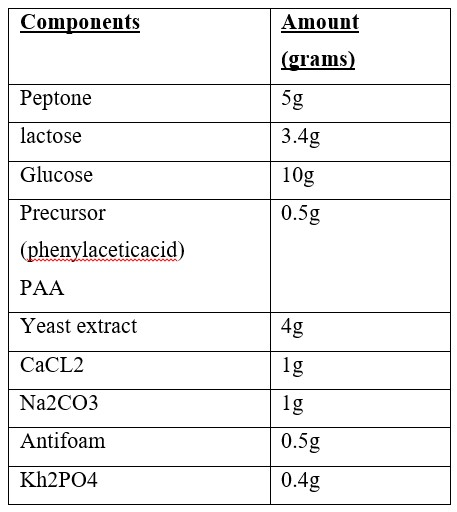 Components Amount
(grams)
Peptone 5g
lactose 3.4g
Glucose 10g
Precursor 0.5g
(phenylaceticacid)
PAA
Yeast extract 4g
CaCL2 1g
Na2CO3 1g
Antifoam 0.5g
Kh2PO4 0.4g